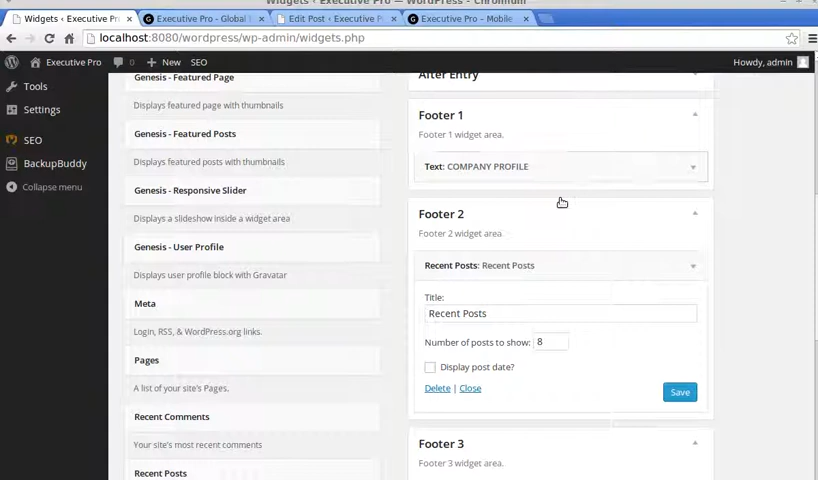 Widgets ‹ Executive Pro — WordPress - Chromium
Widgets ‹ Executive Pro ×
Executive Pro - Global ×
Edit Post ‹ Executive P ×
Executive Pro - Mobile ×
localhost:8080/wordpress/wp-admin/widgets.php
Executive Pro
0
+ New
SEO
Howdy, admin
Tools
Settings
SEO
BackupBuddy
Collapse menu
Genesis - Featured Page
Displays featured page with thumbnails
Genesis - Featured Posts
Displays featured posts with thumbnails
Genesis - Responsive Slider
Displays a slideshow inside a widget area
Genesis - User Profile
Displays user profile block with Gravatar
Meta
Login, RSS, & WordPress.org links.
Pages
A list of your site's Pages.
Recent Comments
Your site's most recent comments
Recent Posts
After Entry
Footer 1
Footer 1 widget area.
Text: COMPANY PROFILE
Footer 2
Footer 2 widget area.
Recent Posts: Recent Posts
Title:
Recent Posts
Number of posts to show: 8
Display post date?
Delete | Close
Save
Footer 3
Footer 3 widget area.